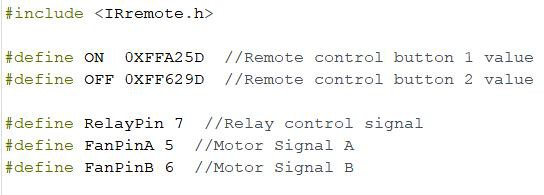 #include <IRremote.h>
#define ON  0XFFA25D  //Remote control button 1 value
#define OFF 0XFF629D  //Remote control button 2 value
#define RelayPin 7  //Relay control signal
#define FanPinA 5  //Motor Signal A
#define FanPinB 6  //Motor Signal B